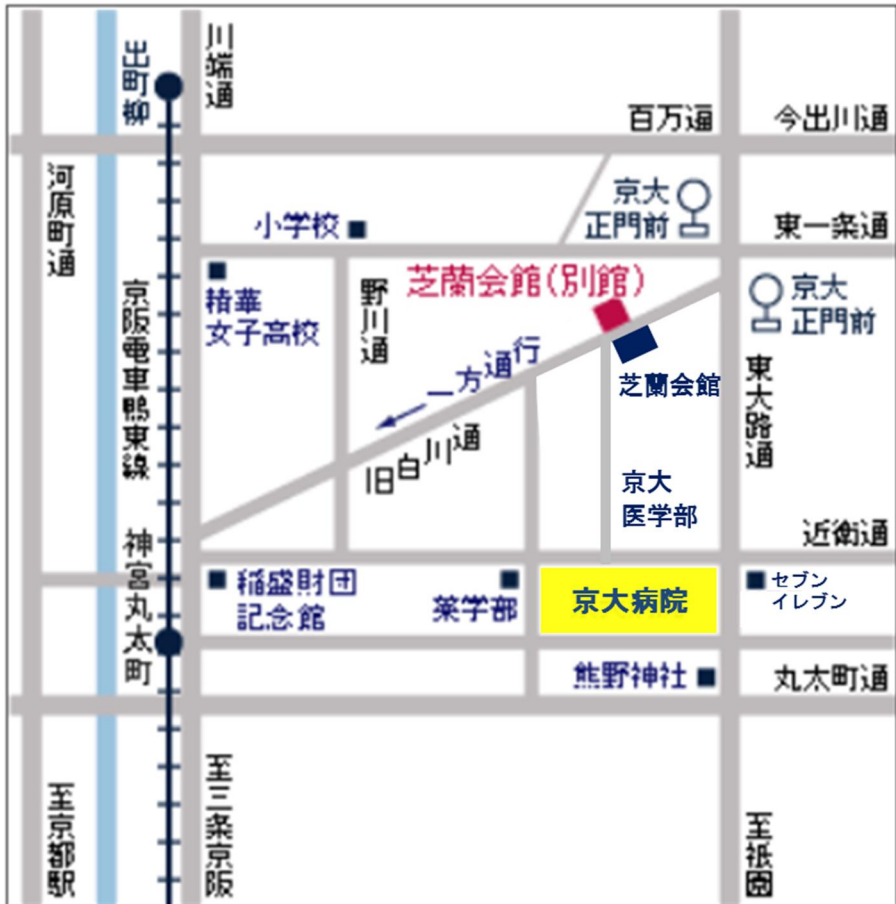 出町柳
川端通
百万遍
今出川通
河原町通
小学校
京大
正門前
東一条通
精華
女子高校
野川通
芝蘭会館(別館)
京大
正門前
京阪電車鴨東線
一方通行
芝蘭会館
東大路通
旧白川通
京大
医学部
近衛通
神宮丸太町
稲盛財団
記念館
薬学部
京大病院
セブン
イレブン
熊野神社
丸太町通
至京都駅
至三条京阪
至祇園